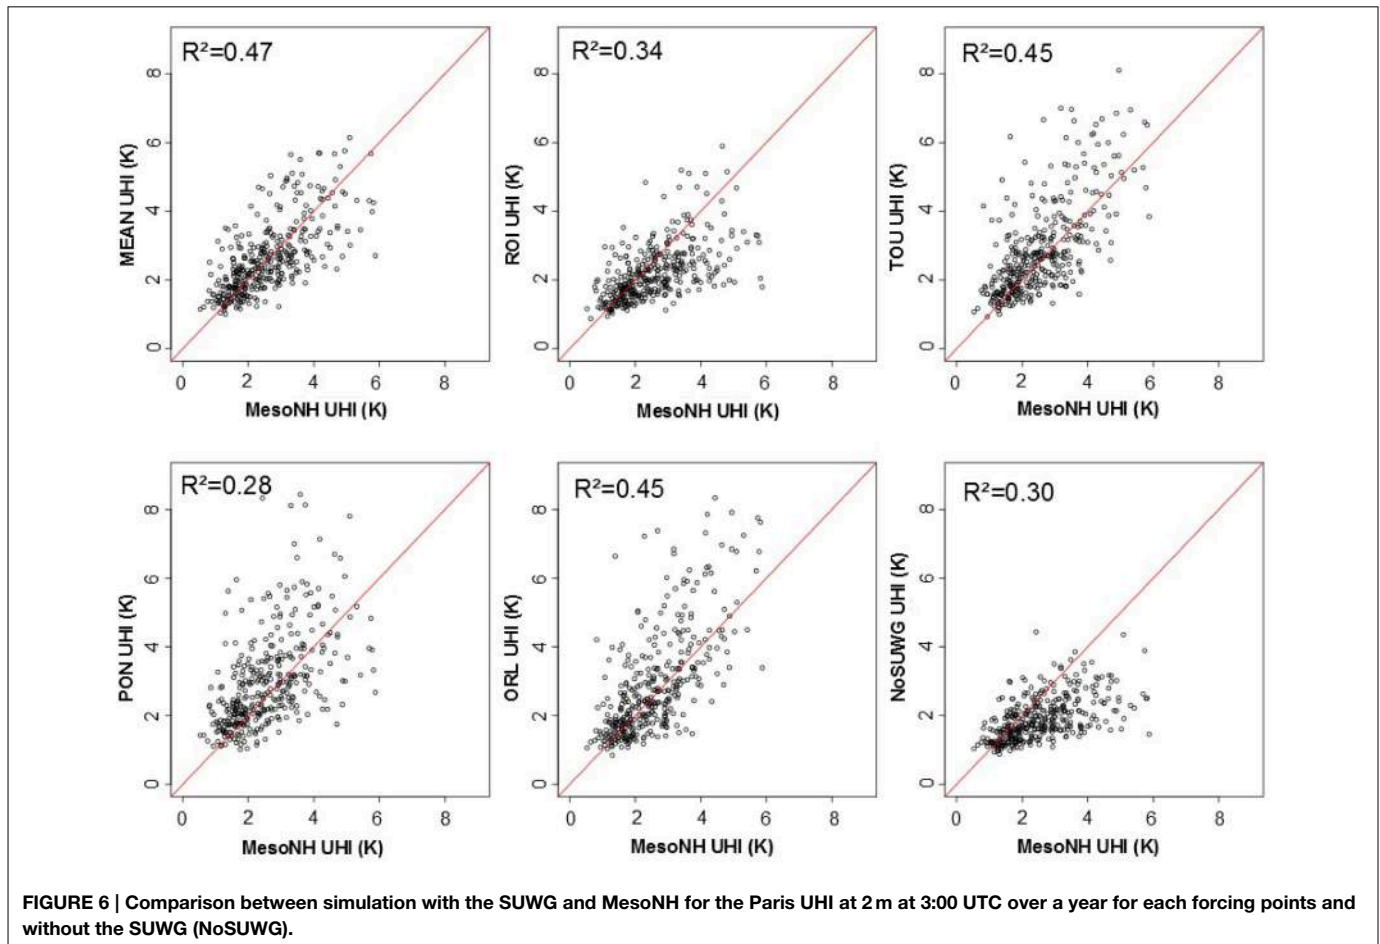 R²=0.47
8
6
4
2
0
MEAN UHI (K)
0 2 4 6 8
MesoNH UHI (K)
R²=0.34
8
6
4
2
0
ROI UHI (K)
0 2 4 6 8
MesoNH UHI (K)
R²=0.45
8
6
4
2
0
TOU UHI (K)
0 2 4 6 8
MesoNH UHI (K)
R²=0.28
8
6
4
2
0
PON UHI (K)
0 2 4 6 8
MesoNH UHI (K)
R²=0.45
8
6
4
2
0
ORL UHI (K)
0 2 4 6 8
MesoNH UHI (K)
R²=0.30
8
6
4
2
0
NoSUWG UHI (K)
0 2 4 6 8
MesoNH UHI (K)
FIGURE 6 | Comparison between simulation with the SUWG and MesoNH for the Paris UHI at 2 m at 3:00 UTC over a year for each forcing points and
without the SUWG (NoSUWG).